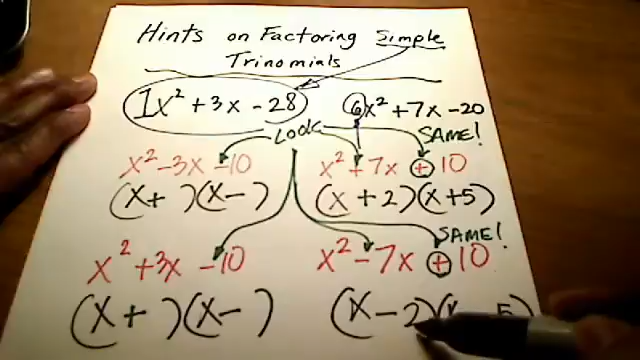 Hints on Factoring Simple
Trinomials
1x² + 3x - 28 6x² + 7x - 20
LOOK SAME!
x² - 3x - 10 x² + 7x + 10
(x + )(x - ) (x + 2)(x + 5)
SAME!
x² + 3x - 10 x² - 7x + 10
(x + )(x - ) (x - 2)( - 5)